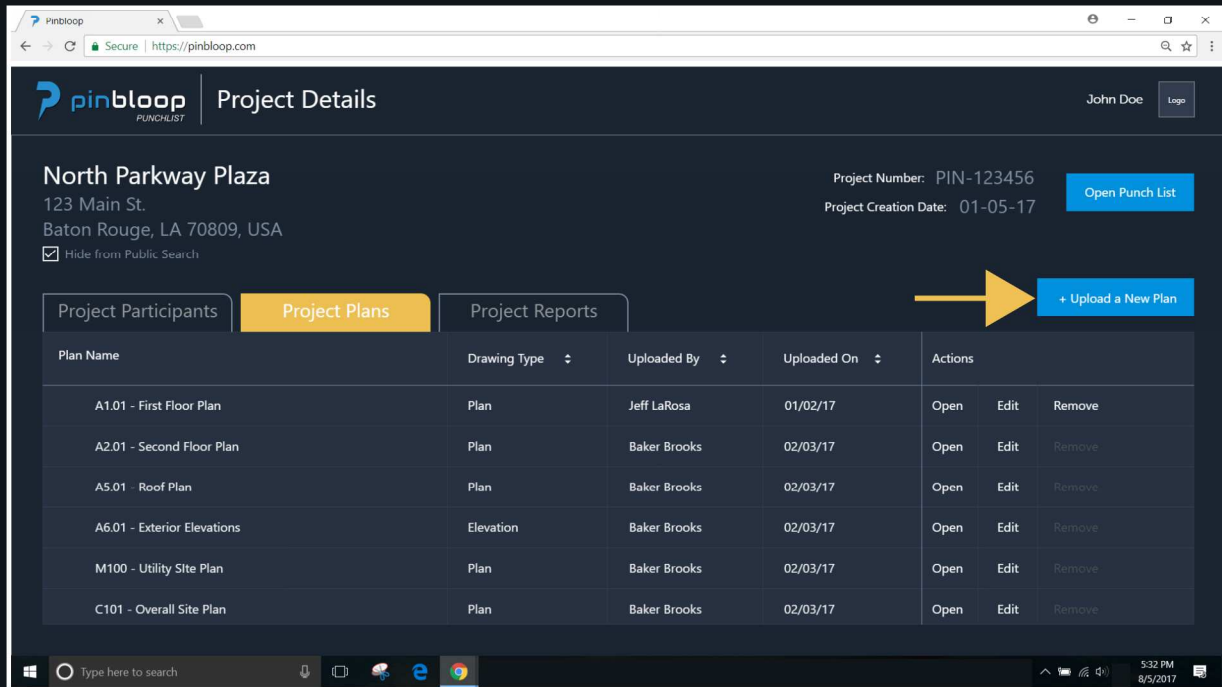 Pinbloop
Secure | https://pinbloop.com
pinbloop
PUNCHLIST
Project Details
John Doe
Logo
North Parkway Plaza
123 Main St.
Baton Rouge, LA 70809, USA
Hide from Public Search
Project Number: PIN-123456
Project Creation Date: 01-05-17
Open Punch List
+ Upload a New Plan
Project Participants Project Plans Project Reports
Plan Name Drawing Type Uploaded By Uploaded On Actions
A1.01 - First Floor Plan Plan Jeff LaRosa 01/02/17 Open Edit Remove
A2.01 - Second Floor Plan Plan Baker Brooks 02/03/17 Open Edit Remove
A5.01 - Roof Plan Plan Baker Brooks 02/03/17 Open Edit Remove
A6.01 - Exterior Elevations Elevation Baker Brooks 02/03/17 Open Edit Remove
M100 - Utility SIte Plan Plan Baker Brooks 02/03/17 Open Edit Remove
C101 - Overall Site Plan Plan Baker Brooks 02/03/17 Open Edit Remove
Type here to search
5:32 PM
8/5/2017